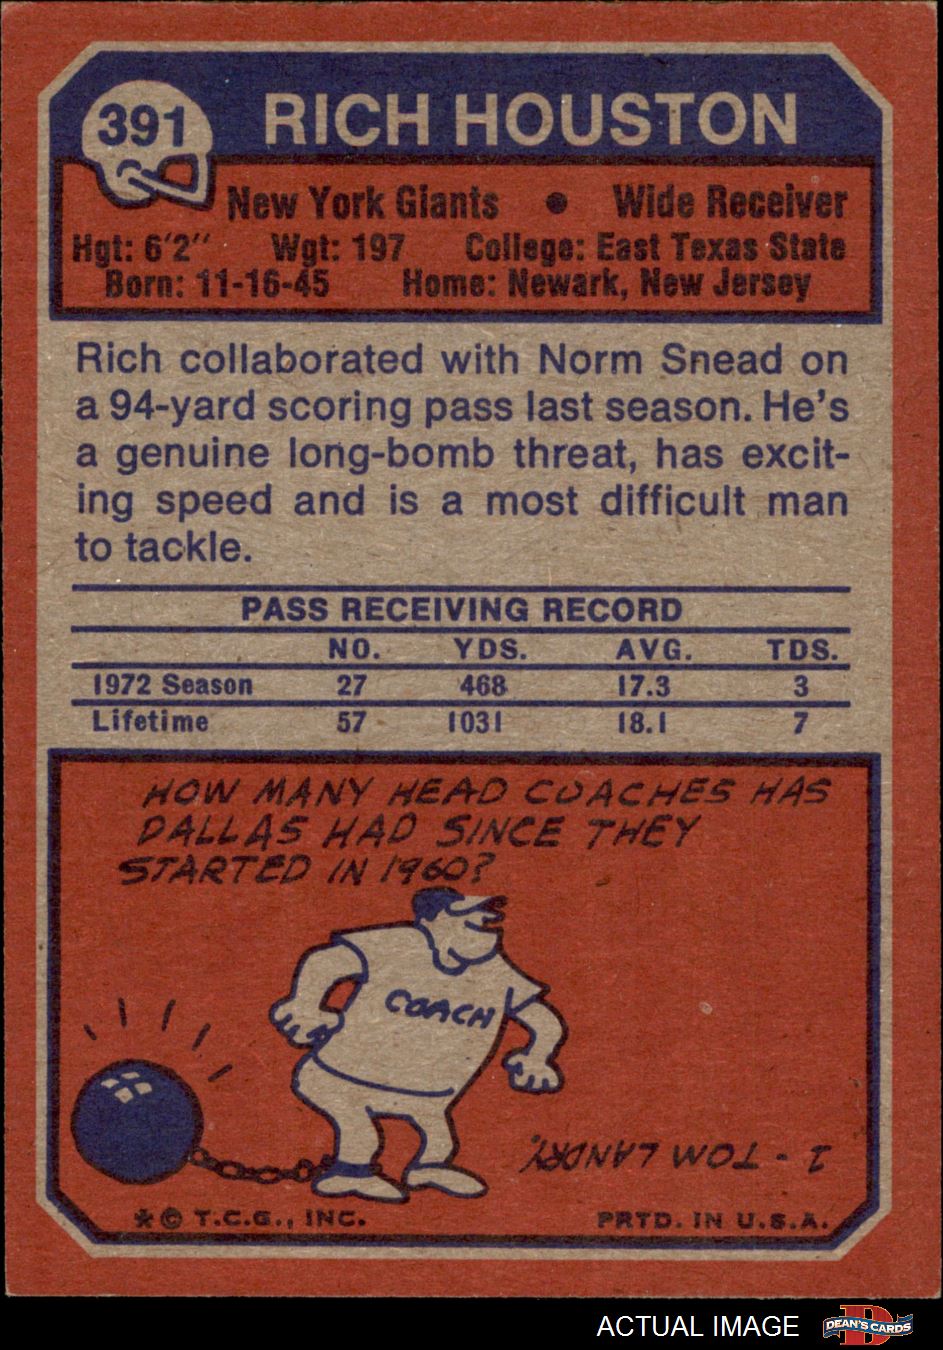 391
RICH HOUSTON
New York Giants • Wide Receiver
Hgt: 6'2" Wgt: 197 College: East Texas State
Born: 11-16-45 Home: Newark, New Jersey
Rich collaborated with Norm Snead on
a 94-yard scoring pass last season. He's
a genuine long-bomb threat, has excit-
ing speed and is a most difficult man
to tackle.
PASS RECEIVING RECORD
NO. YDS. AVG. TDS.
1972 Season 27 468 17.3 3
Lifetime 57 1031 18.1 7
HOW MANY HEAD COACHES HAS
DALLAS HAD SINCE THEY
STARTED IN 1960?
COACH
1 - TOM LANDRY.
* © T.C.G., INC. PRTD. IN U.S.A.
ACTUAL IMAGE
D
DEAN'S CARDS